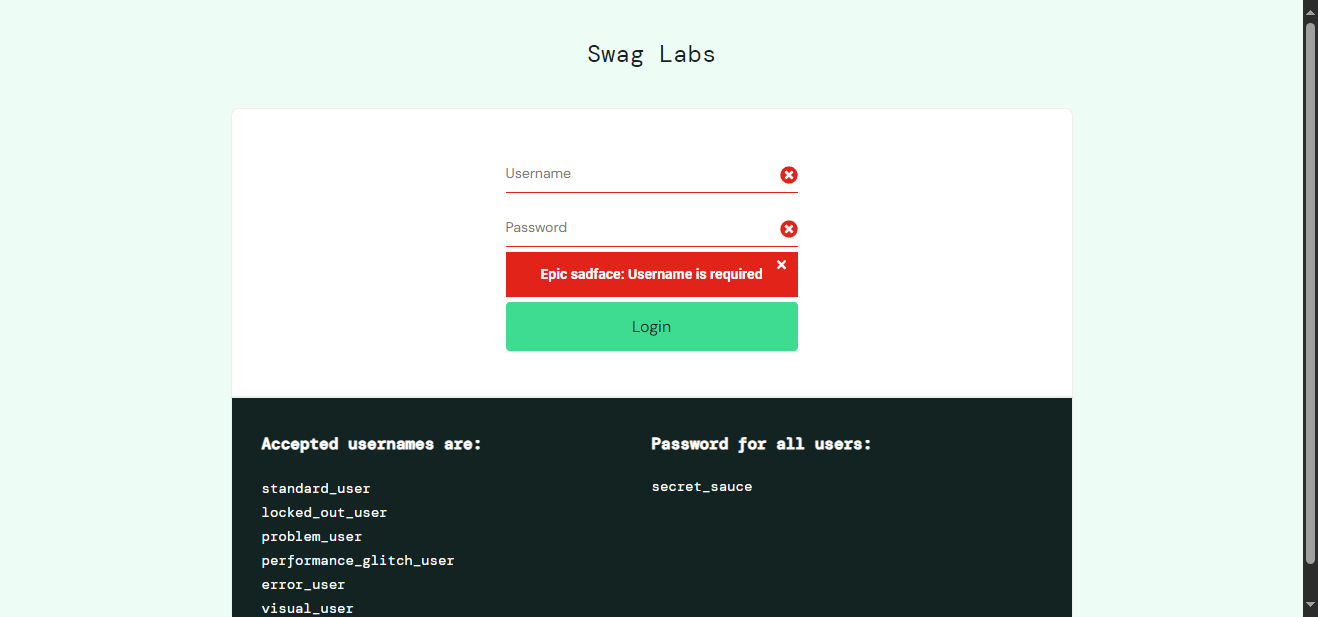 Swag Labs
Username
Password
Epic sadface: Username is required
Login
Accepted usernames are:
standard_user
locked_out_user
problem_user
performance_glitch_user
error_user
visual_user
Password for all users:
secret_sauce